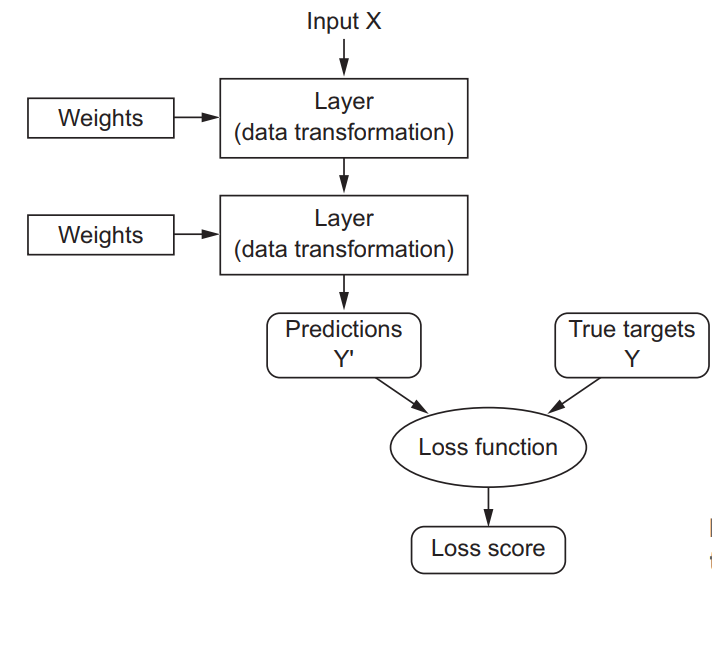 Input X
Layer
(data transformation)
Weights
Layer
(data transformation)
Weights
Predictions
Y'
True targets
Y
Loss function
Loss score